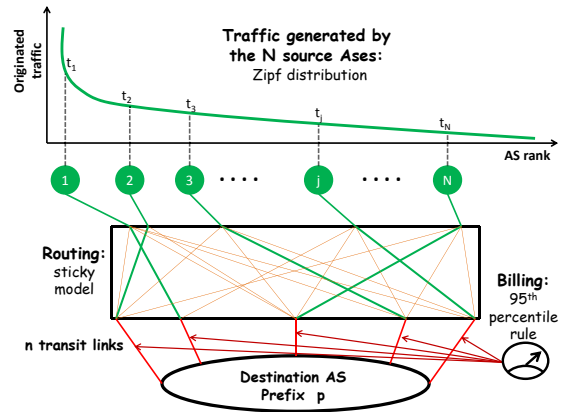 Originated
traffic
Traffic generated by
the N source Ases:
Zipf distribution
t1
t2
t3
tj
tN
AS rank
1
2
3
. . . .
j
. . . .
N
Routing:
sticky
model
Billing:
95th
percentile
rule
n transit links
Destination AS
Prefix p